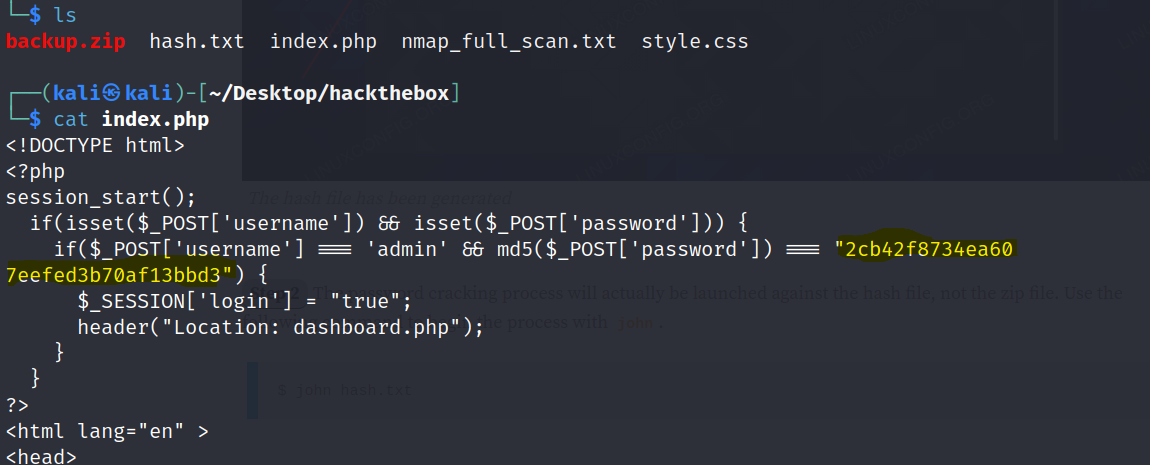 └─$ ls
backup.zip  hash.txt  index.php  nmap_full_scan.txt  style.css
┌──(kali㉿kali)-[~/Desktop/hackthebox]
└─$ cat index.php
<!DOCTYPE html>
<?php
session_start();
The hash file has been generated
  if(isset($_POST['username']) && isset($_POST['password'])) {
    if($_POST['username'] === 'admin' && md5($_POST['password']) === "2cb42f8734ea60
7eefed3b70af13bbd3") {
      $_SESSION['login'] = "true";
password cracking process will actually be launched against the hash file, not the zip file. Use the
      header("Location: dashboard.php");
the process with john .
    }
  }
$ john hash.txt
?>
<html lang="en" >
<head>